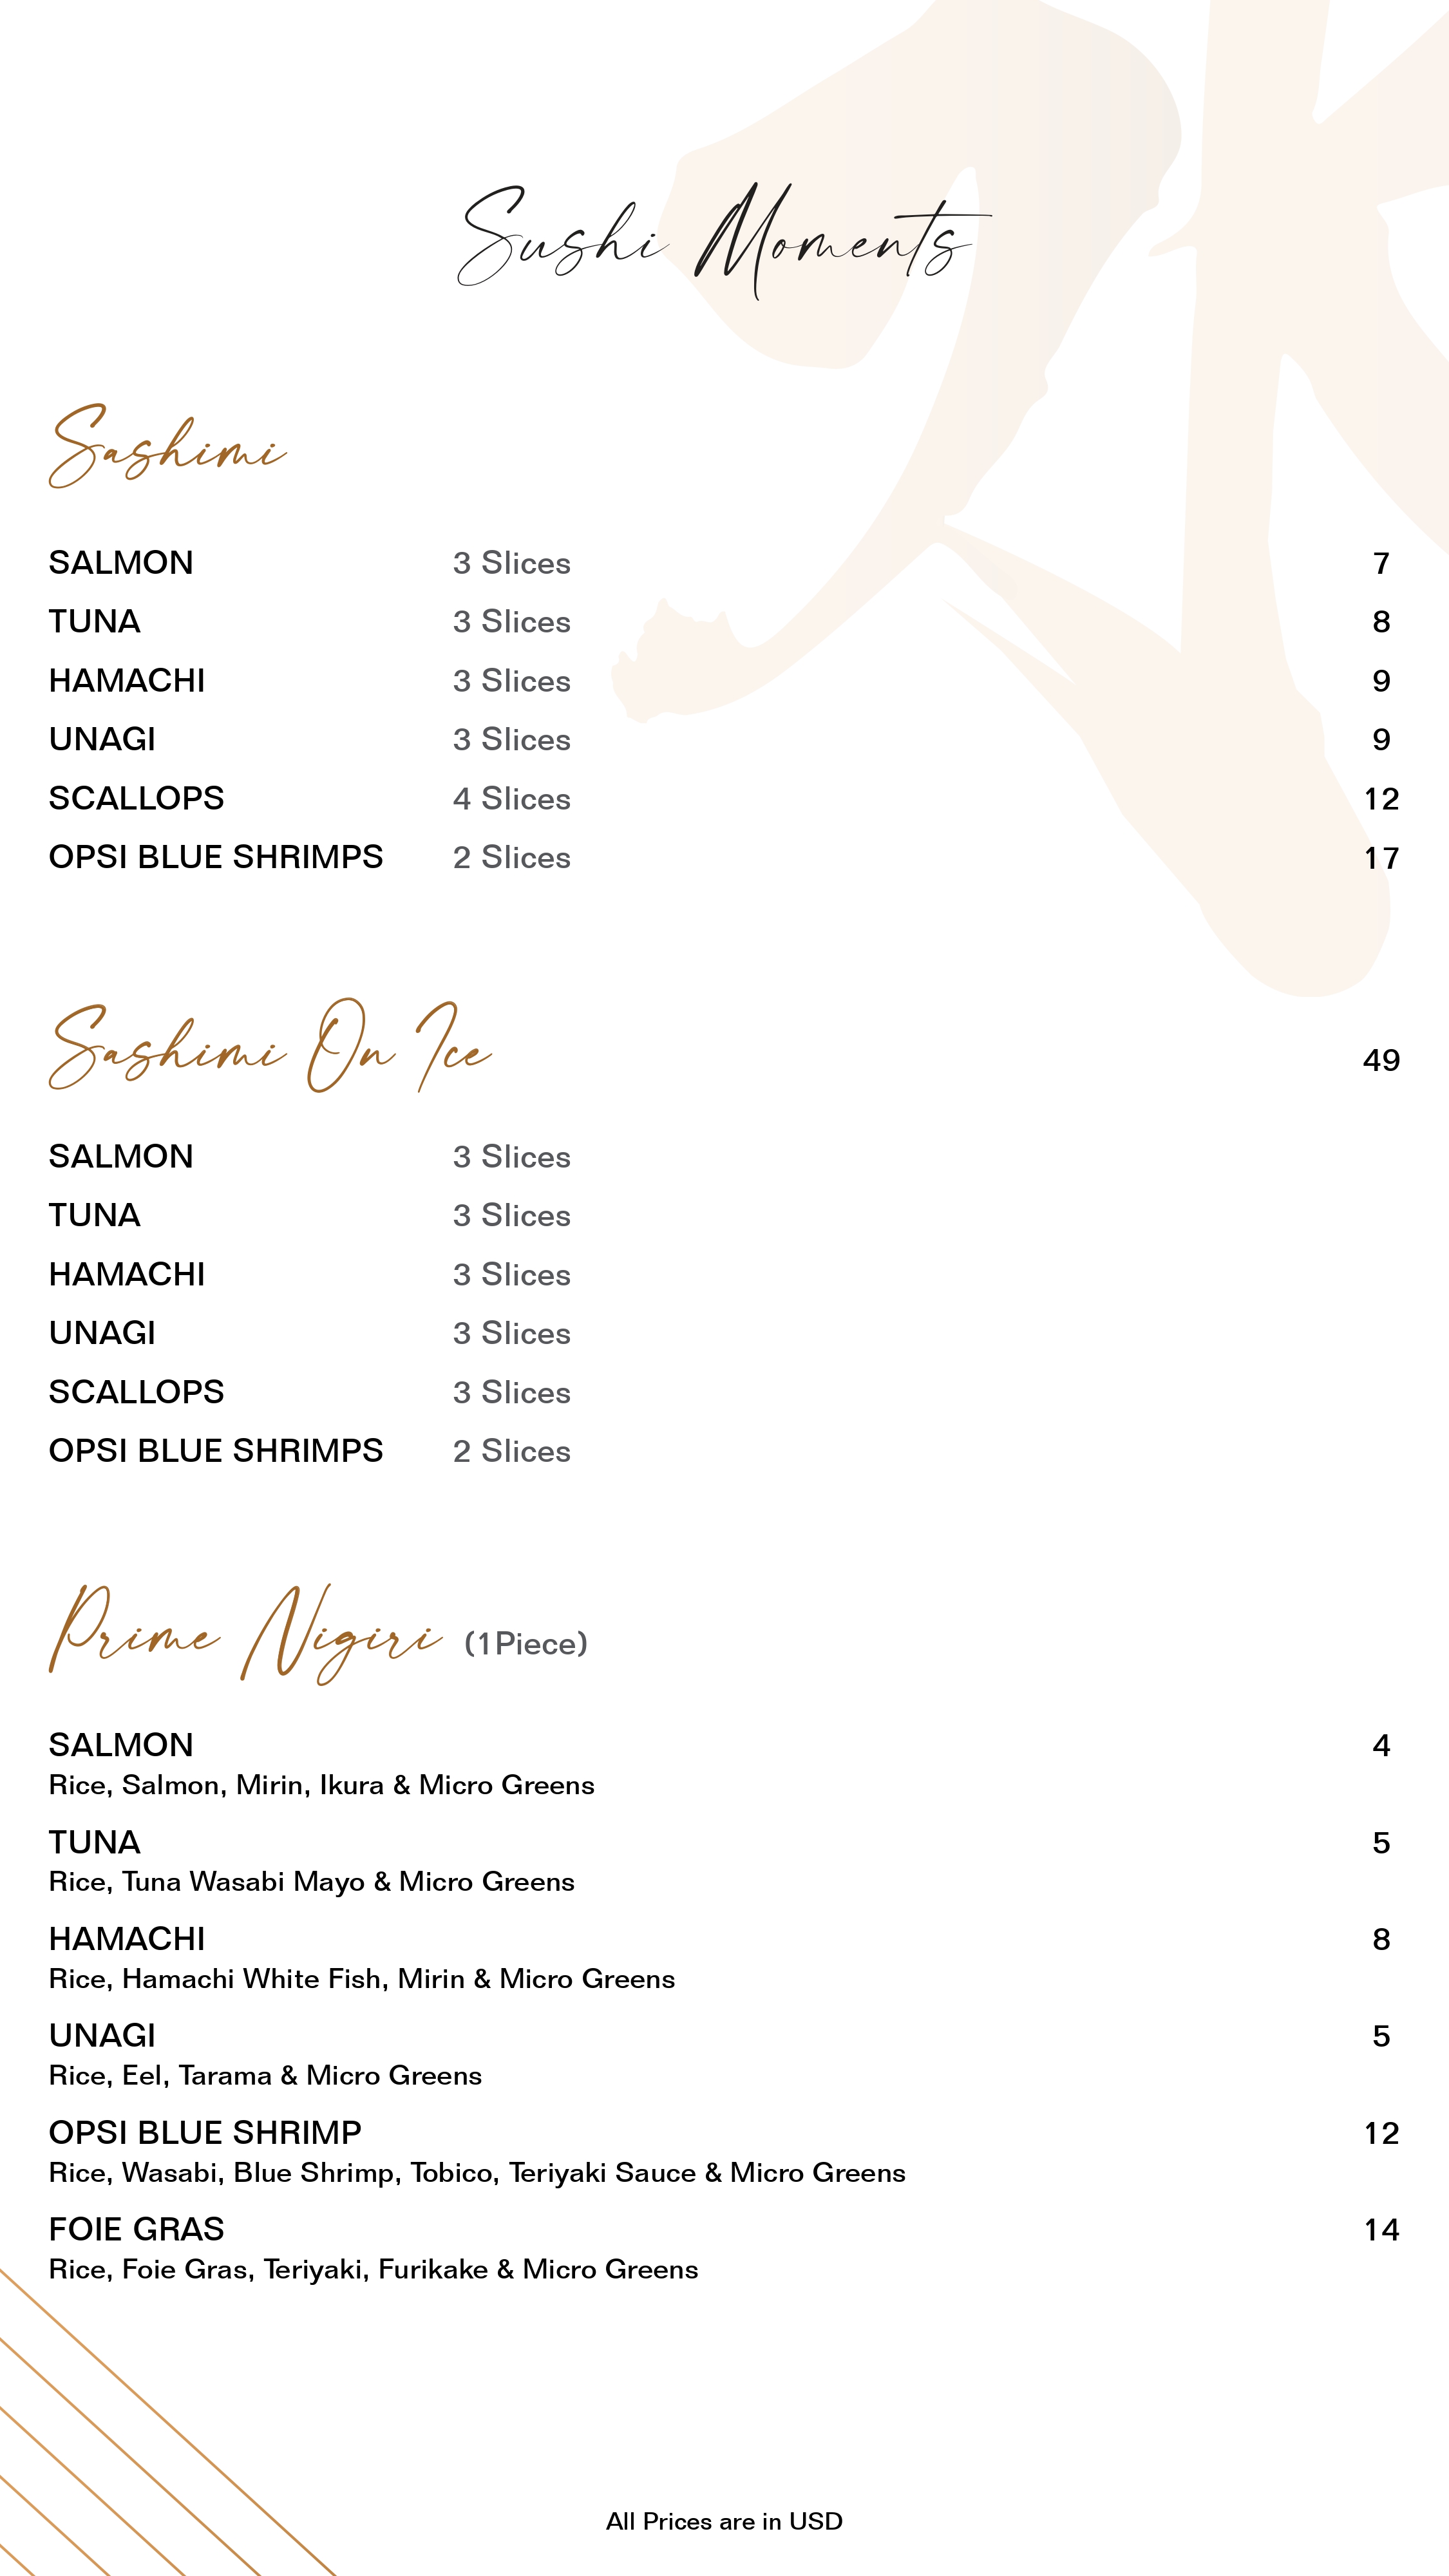 Sushi Moments
Sashimi
SALMON 3 Slices 7
TUNA 3 Slices 8
HAMACHI 3 Slices 9
UNAGI 3 Slices 9
SCALLOPS 4 Slices 12
OPSI BLUE SHRIMPS 2 Slices 17
Sashimi On Ice 49
SALMON 3 Slices
TUNA 3 Slices
HAMACHI 3 Slices
UNAGI 3 Slices
SCALLOPS 3 Slices
OPSI BLUE SHRIMPS 2 Slices
Prime Nigiri (1Piece)
SALMON 4
Rice, Salmon, Mirin, Ikura & Micro Greens
TUNA 5
Rice, Tuna Wasabi Mayo & Micro Greens
HAMACHI 8
Rice, Hamachi White Fish, Mirin & Micro Greens
UNAGI 5
Rice, Eel, Tarama & Micro Greens
OPSI BLUE SHRIMP 12
Rice, Wasabi, Blue Shrimp, Tobico, Teriyaki Sauce & Micro Greens
FOIE GRAS 14
Rice, Foie Gras, Teriyaki, Furikake & Micro Greens
All Prices are in USD